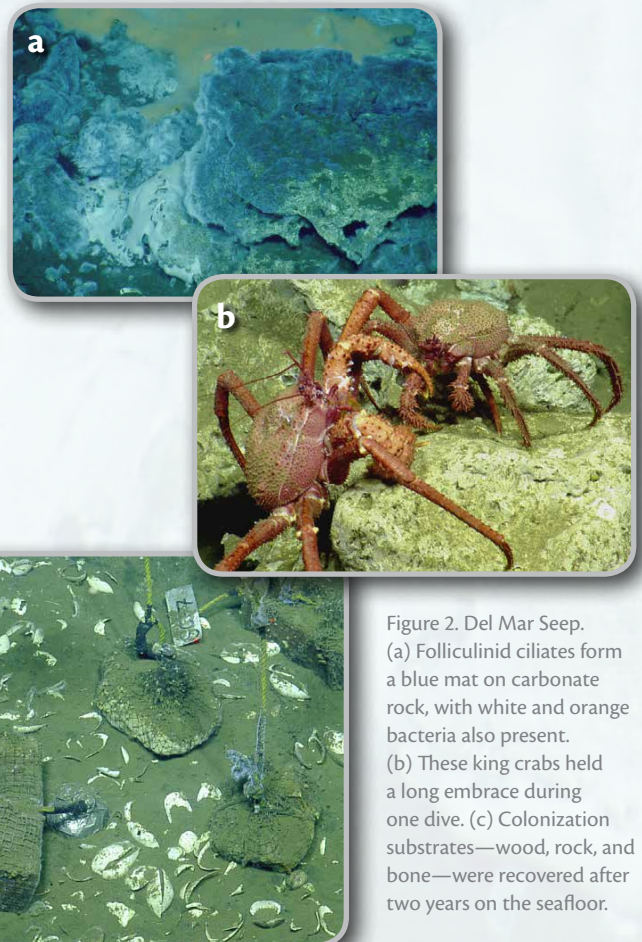 a
b
Figure 2. Del Mar Seep.
(a) Folliculinid ciliates form
a blue mat on carbonate
rock, with white and orange
bacteria also present.
(b) These king crabs held
a long embrace during
one dive. (c) Colonization
substrates—wood, rock, and
bone—were recovered after
two years on the seafloor.